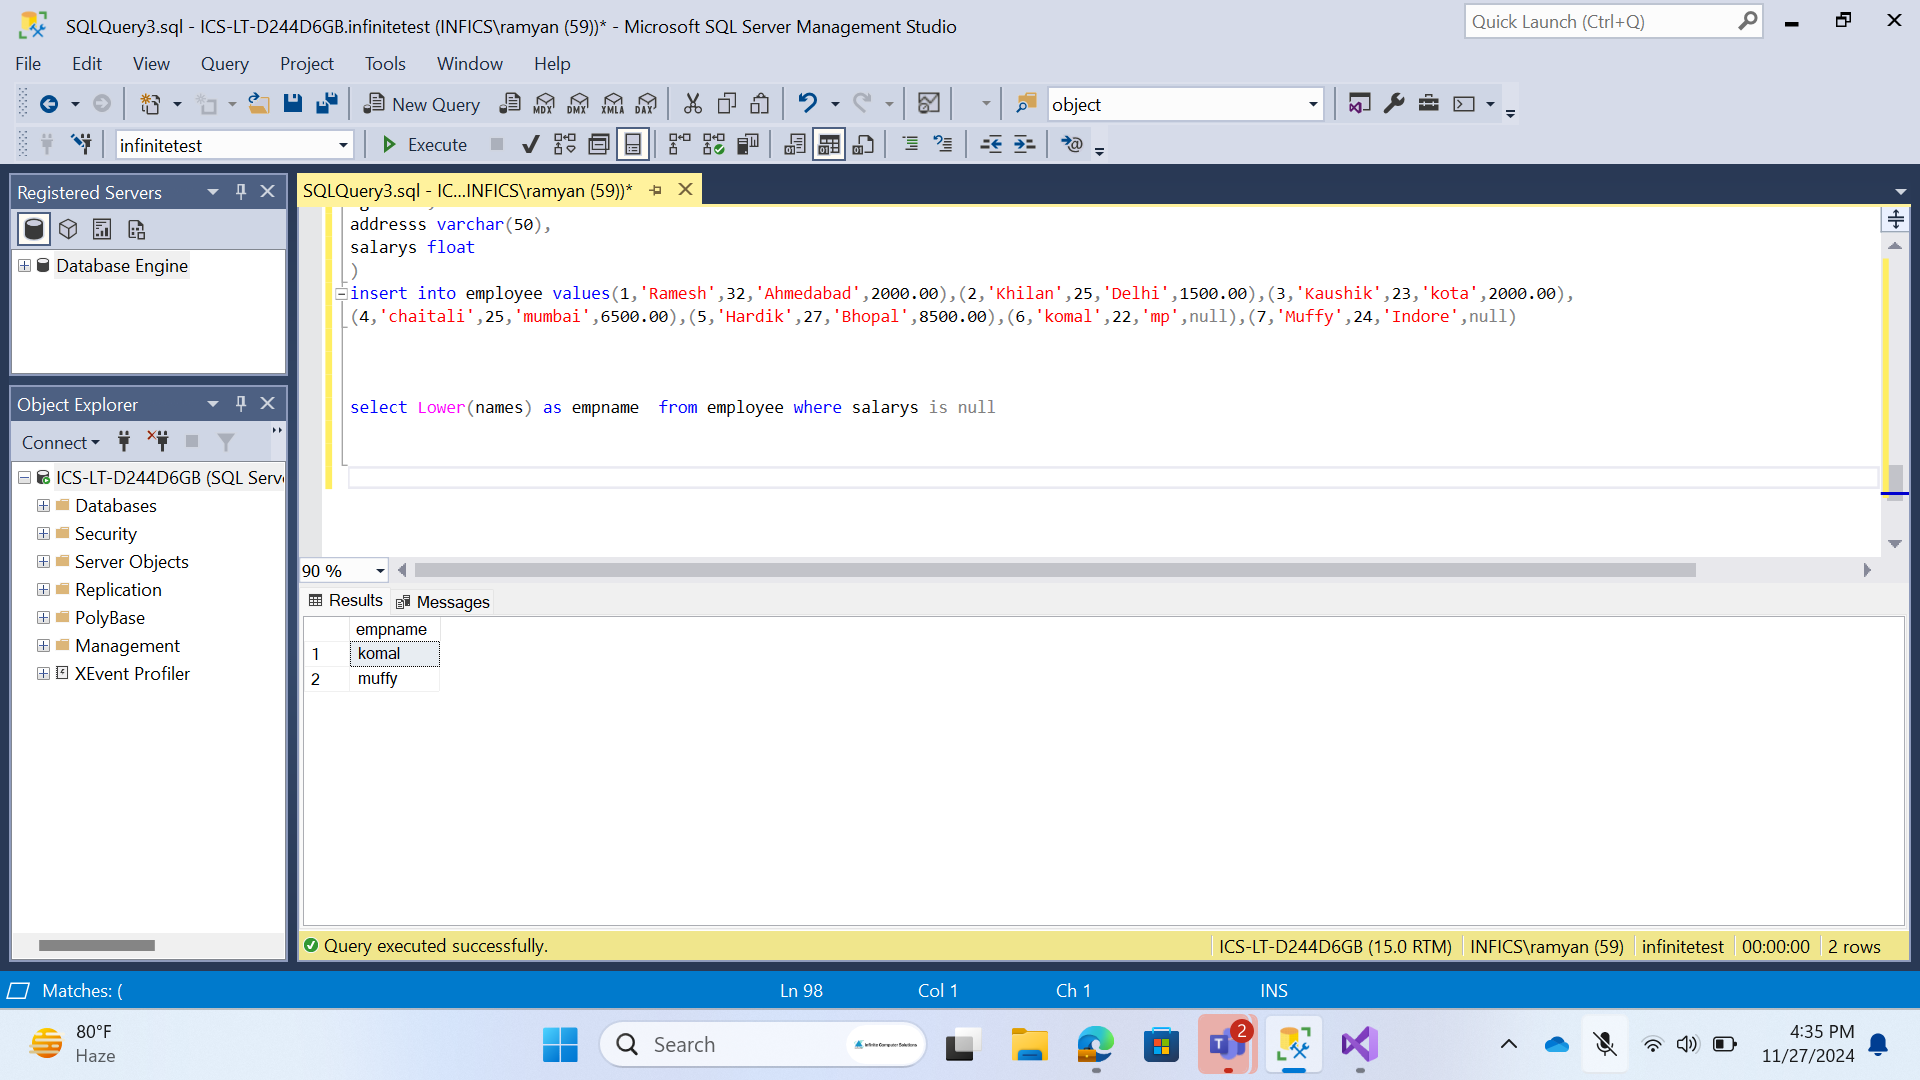 SQLQuery3.sql - ICS-LT-D244D6GB.infinitetest (INFICS\ramyan (59))* - Microsoft SQL Server Management Studio
Quick Launch (Ctrl+Q)
File Edit View Query Project Tools Window Help
New Query
MDX DMX XMLA DAX
object
infinitetest
Execute
Registered Servers
Database Engine
Object Explorer
Connect
ICS-LT-D244D6GB (SQL Serv
Databases
Security
Server Objects
Replication
PolyBase
Management
XEvent Profiler
SQLQuery3.sql - IC...INFICS\ramyan (59))*
addresss varchar(50),
salarys float
)
insert into employee values(1,'Ramesh',32,'Ahmedabad',2000.00),(2,'Khilan',25,'Delhi',1500.00),(3,'Kaushik',23,'kota',2000.00),
(4,'chaitali',25,'mumbai',6500.00),(5,'Hardik',27,'Bhopal',8500.00),(6,'komal',22,'mp',null),(7,'Muffy',24,'Indore',null)
select Lower(names) as empname  from employee where salarys is null
90 %
Results Messages
empname
1 komal
2 muffy
Query executed successfully.
ICS-LT-D244D6GB (15.0 RTM) INFICS\ramyan (59) infinitetest 00:00:00 2 rows
Matches: (
Ln 98 Col 1 Ch 1 INS
80°F
Haze
Search
Infinite Computer Solutions
2
4:35 PM
11/27/2024